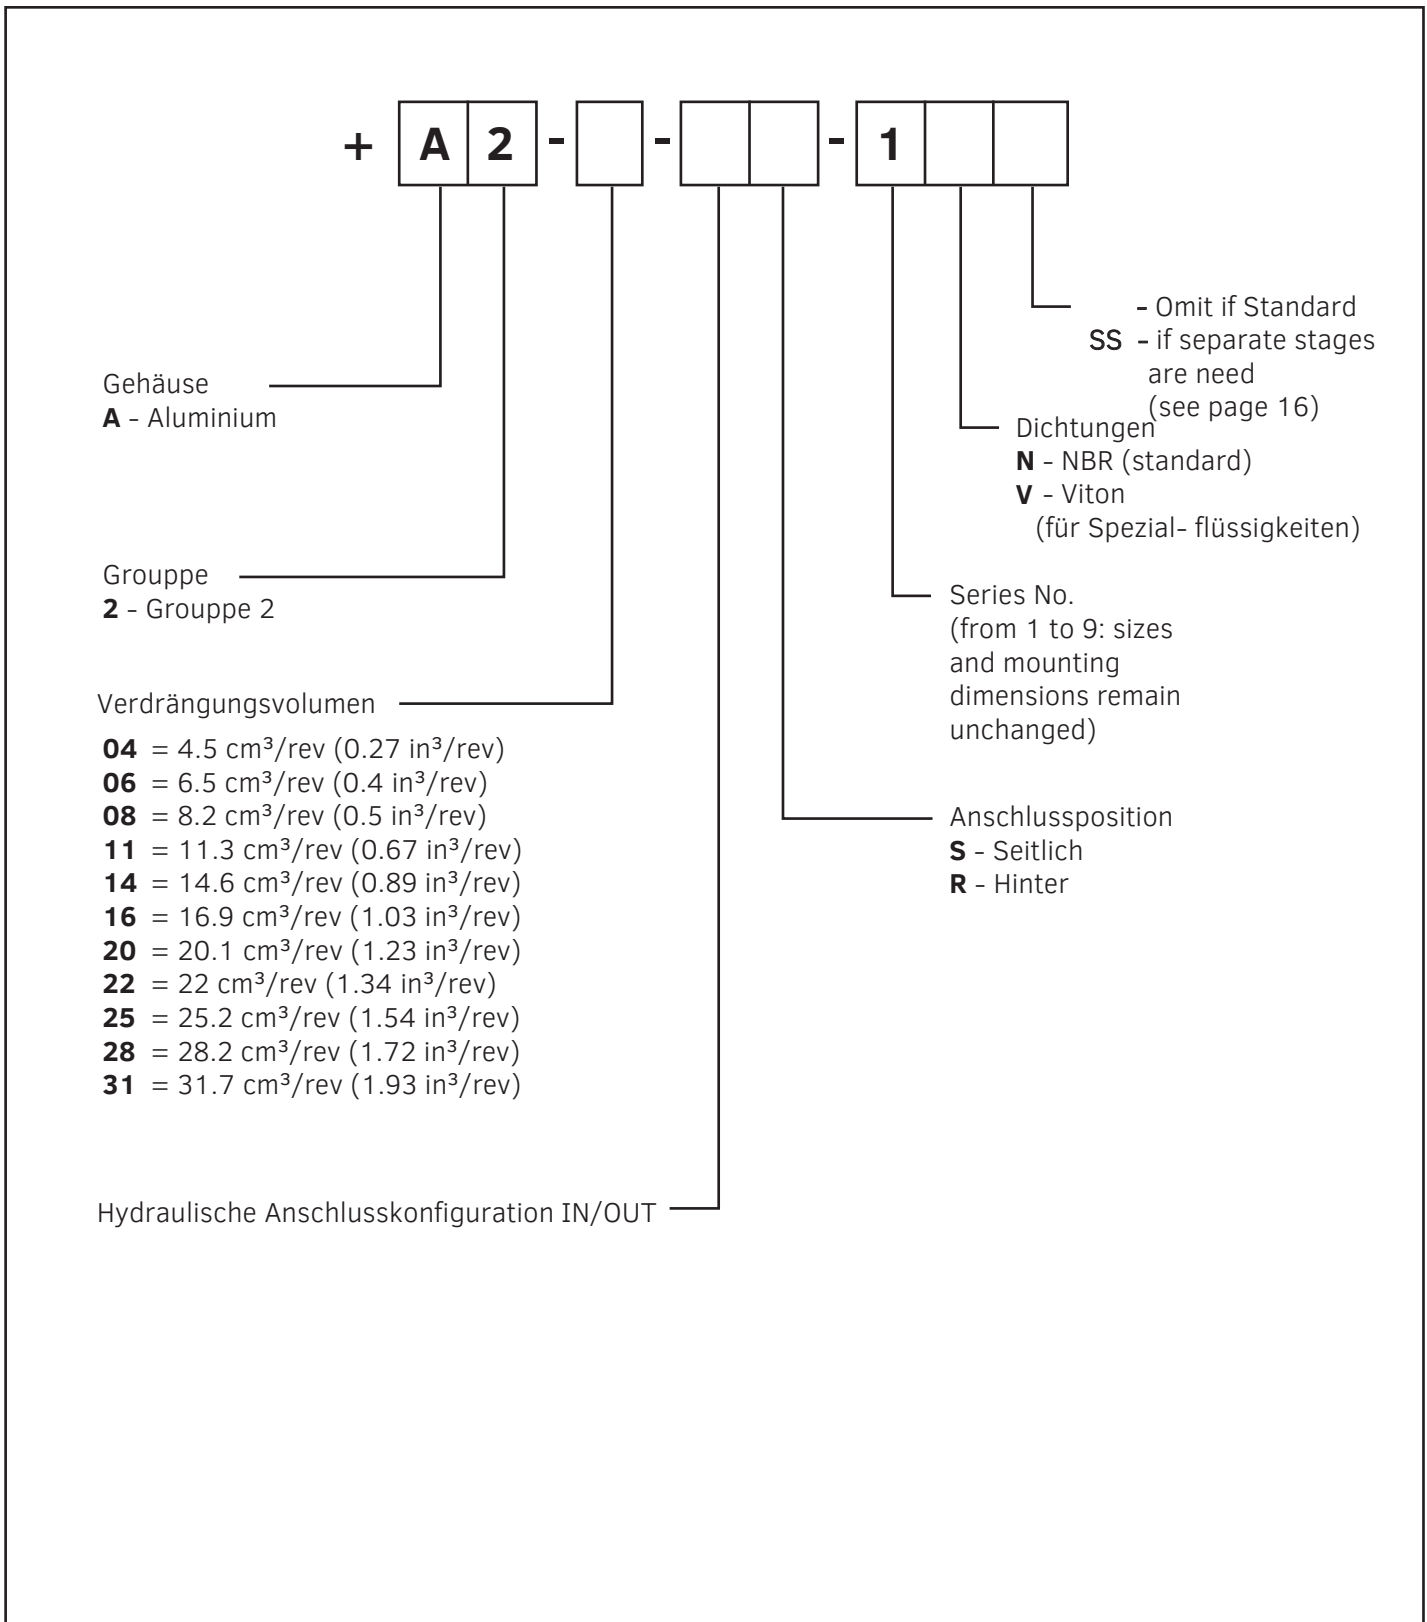 + A 2 - - - 1
- Omit if Standard
SS - if separate stages
are need
(see page 16)
Gehäuse
A - Aluminium
Dichtungen
N - NBR (standard)
V - Viton
(für Spezial- flüssigkeiten)
Grouppe
2 - Grouppe 2
Series No.
(from 1 to 9: sizes
and mounting
dimensions remain
unchanged)
Verdrängungsvolumen
04 = 4.5 cm³/rev (0.27 in³/rev)
06 = 6.5 cm³/rev (0.4 in³/rev)
08 = 8.2 cm³/rev (0.5 in³/rev)
11 = 11.3 cm³/rev (0.67 in³/rev)
14 = 14.6 cm³/rev (0.89 in³/rev)
16 = 16.9 cm³/rev (1.03 in³/rev)
20 = 20.1 cm³/rev (1.23 in³/rev)
22 = 22 cm³/rev (1.34 in³/rev)
25 = 25.2 cm³/rev (1.54 in³/rev)
28 = 28.2 cm³/rev (1.72 in³/rev)
31 = 31.7 cm³/rev (1.93 in³/rev)
Anschlussposition
S - Seitlich
R - Hinter
Hydraulische Anschlusskonfiguration IN/OUT